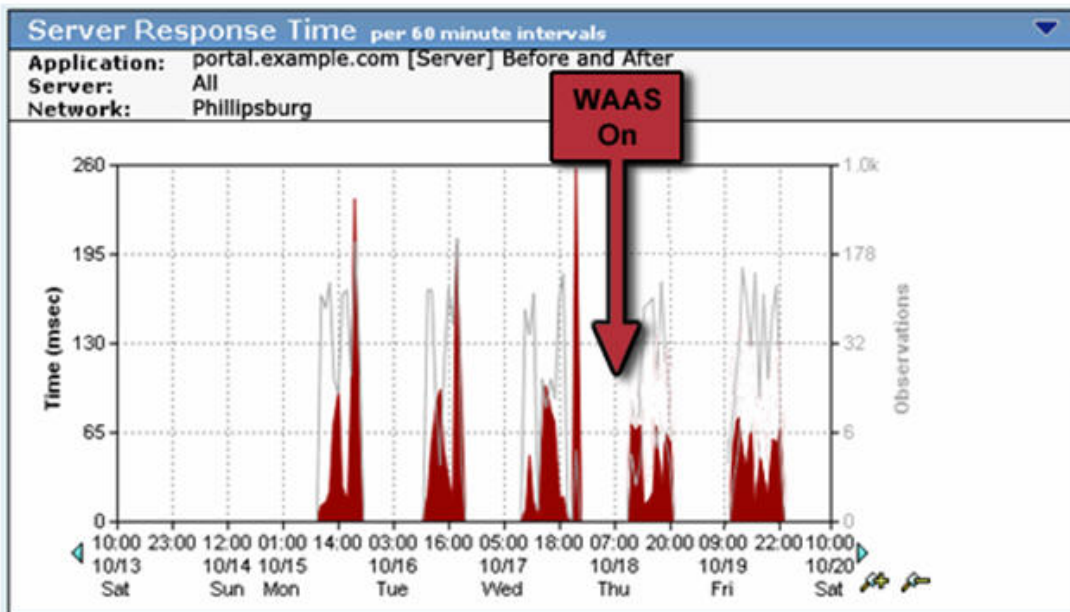 Server Response Time per 60 minute intervals
Application: portal.example.com [Server] Before and After
Server: All
Network: Phillipsburg
WAAS
On
260 1.0k
195 178
130 32
65 6
0 0
Time (msec)
Observations
10:00 23:00 12:00 01:00 14:00 03:00 16:00 05:00 18:00 07:00 20:00 09:00 22:00 10:00
10/13 10/14 10/15 10/16 10/17 10/18 10/19 10/20
Sat Sun Mon Tue Wed Thu Fri Sat